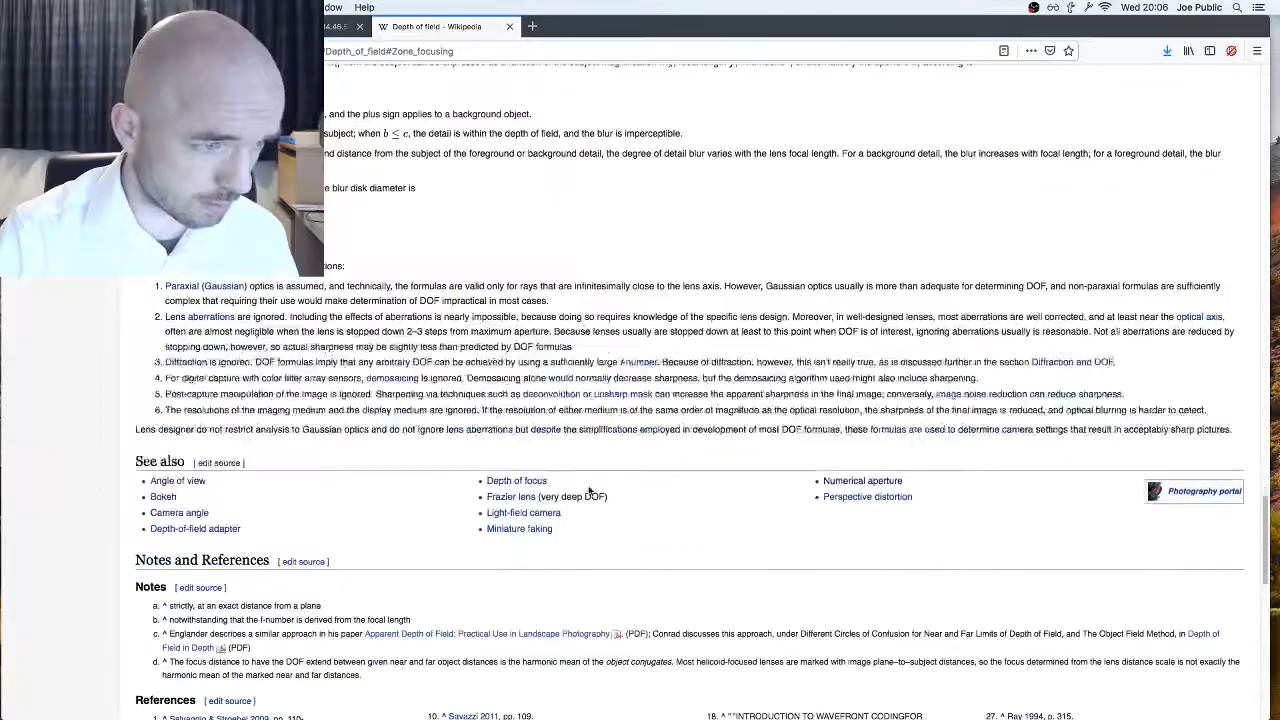 dow Help Wed 20:06 Joe Public
4.46. Depth of field - Wikipedia
/Depth_of_field#Zone_focusing
, and the plus sign applies to a background object.
subject; when b ≤ c, the detail is within the depth of field, and the blur is imperceptible.
nd distance from the subject of the foreground or background detail, the degree of detail blur varies with the lens focal length. For a background detail, the blur increases with focal length; for a foreground detail, the blur
e blur disk diameter is
tions:
1. Paraxial (Gaussian) optics is assumed, and technically, the formulas are valid only for rays that are infinitesimally close to the lens axis. However, Gaussian optics usually is more than adequate for determining DOF, and non-paraxial formulas are sufficiently
complex that requiring their use would make determination of DOF impractical in most cases.
2. Lens aberrations are ignored. Including the effects of aberrations is nearly impossible, because doing so requires knowledge of the specific lens design. Moreover, in well-designed lenses, most aberrations are well corrected, and at least near the optical axis,
often are almost negligible when the lens is stopped down 2–3 steps from maximum aperture. Because lenses usually are stopped down at least to this point when DOF is of interest, ignoring aberrations usually is reasonable. Not all aberrations are reduced by
stopping down, however, so actual sharpness may be slightly less than predicted by DOF formulas
3. Diffraction is ignored. DOF formulas imply that any arbitrary DOF can be achieved by using a sufficiently large f-number. Because of diffraction, however, this isn't really true, as is discussed further in the section Diffraction and DOF.
4. For digital capture with color filter array sensors, demosaicing is ignored. Demosaicing alone would normally decrease sharpness, but the demosaicing algorithm used might also include sharpening.
5. Post-capture manipulation of the image is ignored. Sharpening via techniques such as deconvolution or unsharp mask can increase the apparent sharpness in the final image; conversely, image noise reduction can reduce sharpness.
6. The resolutions of the imaging medium and the display medium are ignored. If the resolution of either medium is of the same order of magnitude as the optical resolution, the sharpness of the final image is reduced, and optical blurring is harder to detect.
Lens designer do not restrict analysis to Gaussian optics and do not ignore lens aberrations but despite the simplifications employed in development of most DOF formulas, these formulas are used to determine camera settings that result in acceptably sharp pictures.
See also [ edit source ]
Angle of view Depth of focus Numerical aperture
Bokeh Frazier lens (very deep DOF) Perspective distortion Photography portal
Camera angle Light-field camera
Depth-of-field adapter Miniature faking
Notes and References [ edit source ]
Notes [ edit source ]
a. ^ strictly, at an exact distance from a plane
b. ^ notwithstanding that the f-number is derived from the focal length
c. ^ Englander describes a similar approach in his paper Apparent Depth of Field: Practical Use in Landscape Photography (PDF); Conrad discusses this approach, under Different Circles of Confusion for Near and Far Limits of Depth of Field, and The Object Field Method, in Depth of
Field in Depth (PDF)
d. ^ The focus distance to have the DOF extend between given near and far object distances is the harmonic mean of the object conjugates. Most helicoid-focused lenses are marked with image plane–to–subject distances, so the focus determined from the lens distance scale is not exactly the
harmonic mean of the marked near and far distances.
References [ edit source ]
1. ^ Salvaggio & Stroebel 2009, pp. 110- 10. ^ Savazzi 2011, pp. 109. 18. ^ ""INTRODUCTION TO WAVEFRONT CODINGFOR 27. ^ Ray 1994, p. 315.